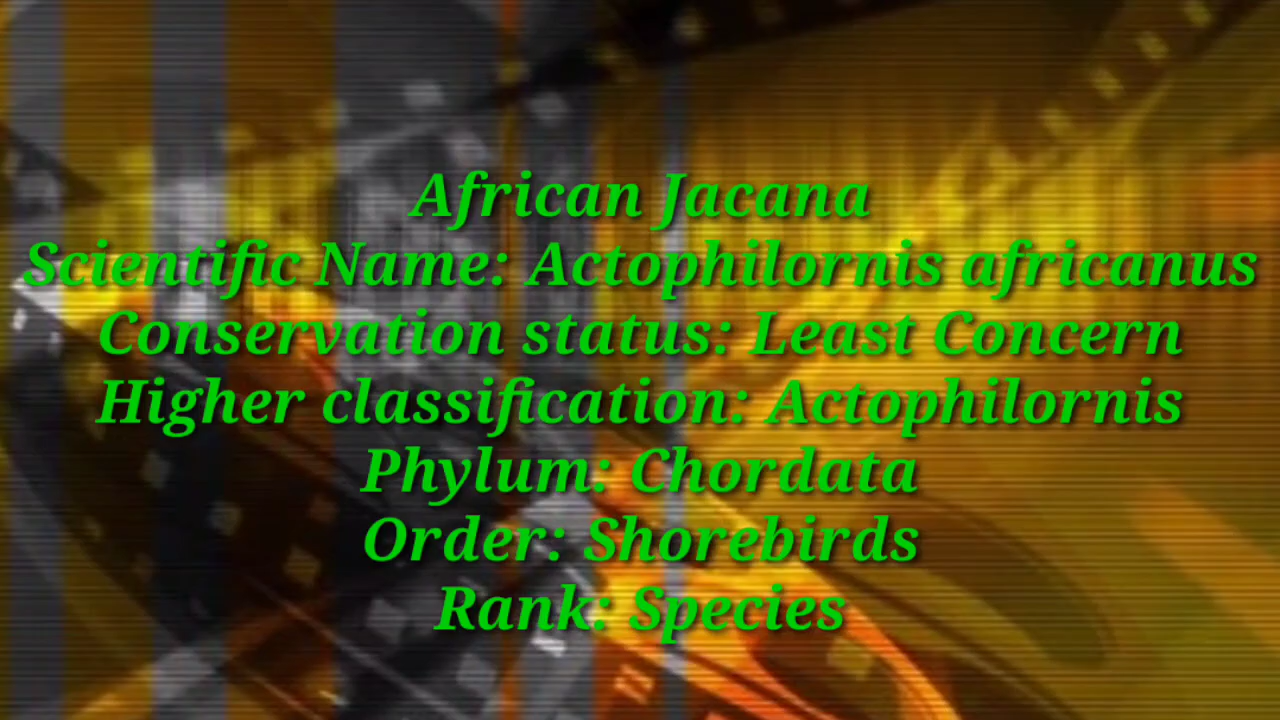 African Jacana
Scientific Name: Actophilornis africanus
Conservation status: Least Concern
Higher classification: Actophilornis
Phylum: Chordata
Order: Shorebirds
Rank: Species